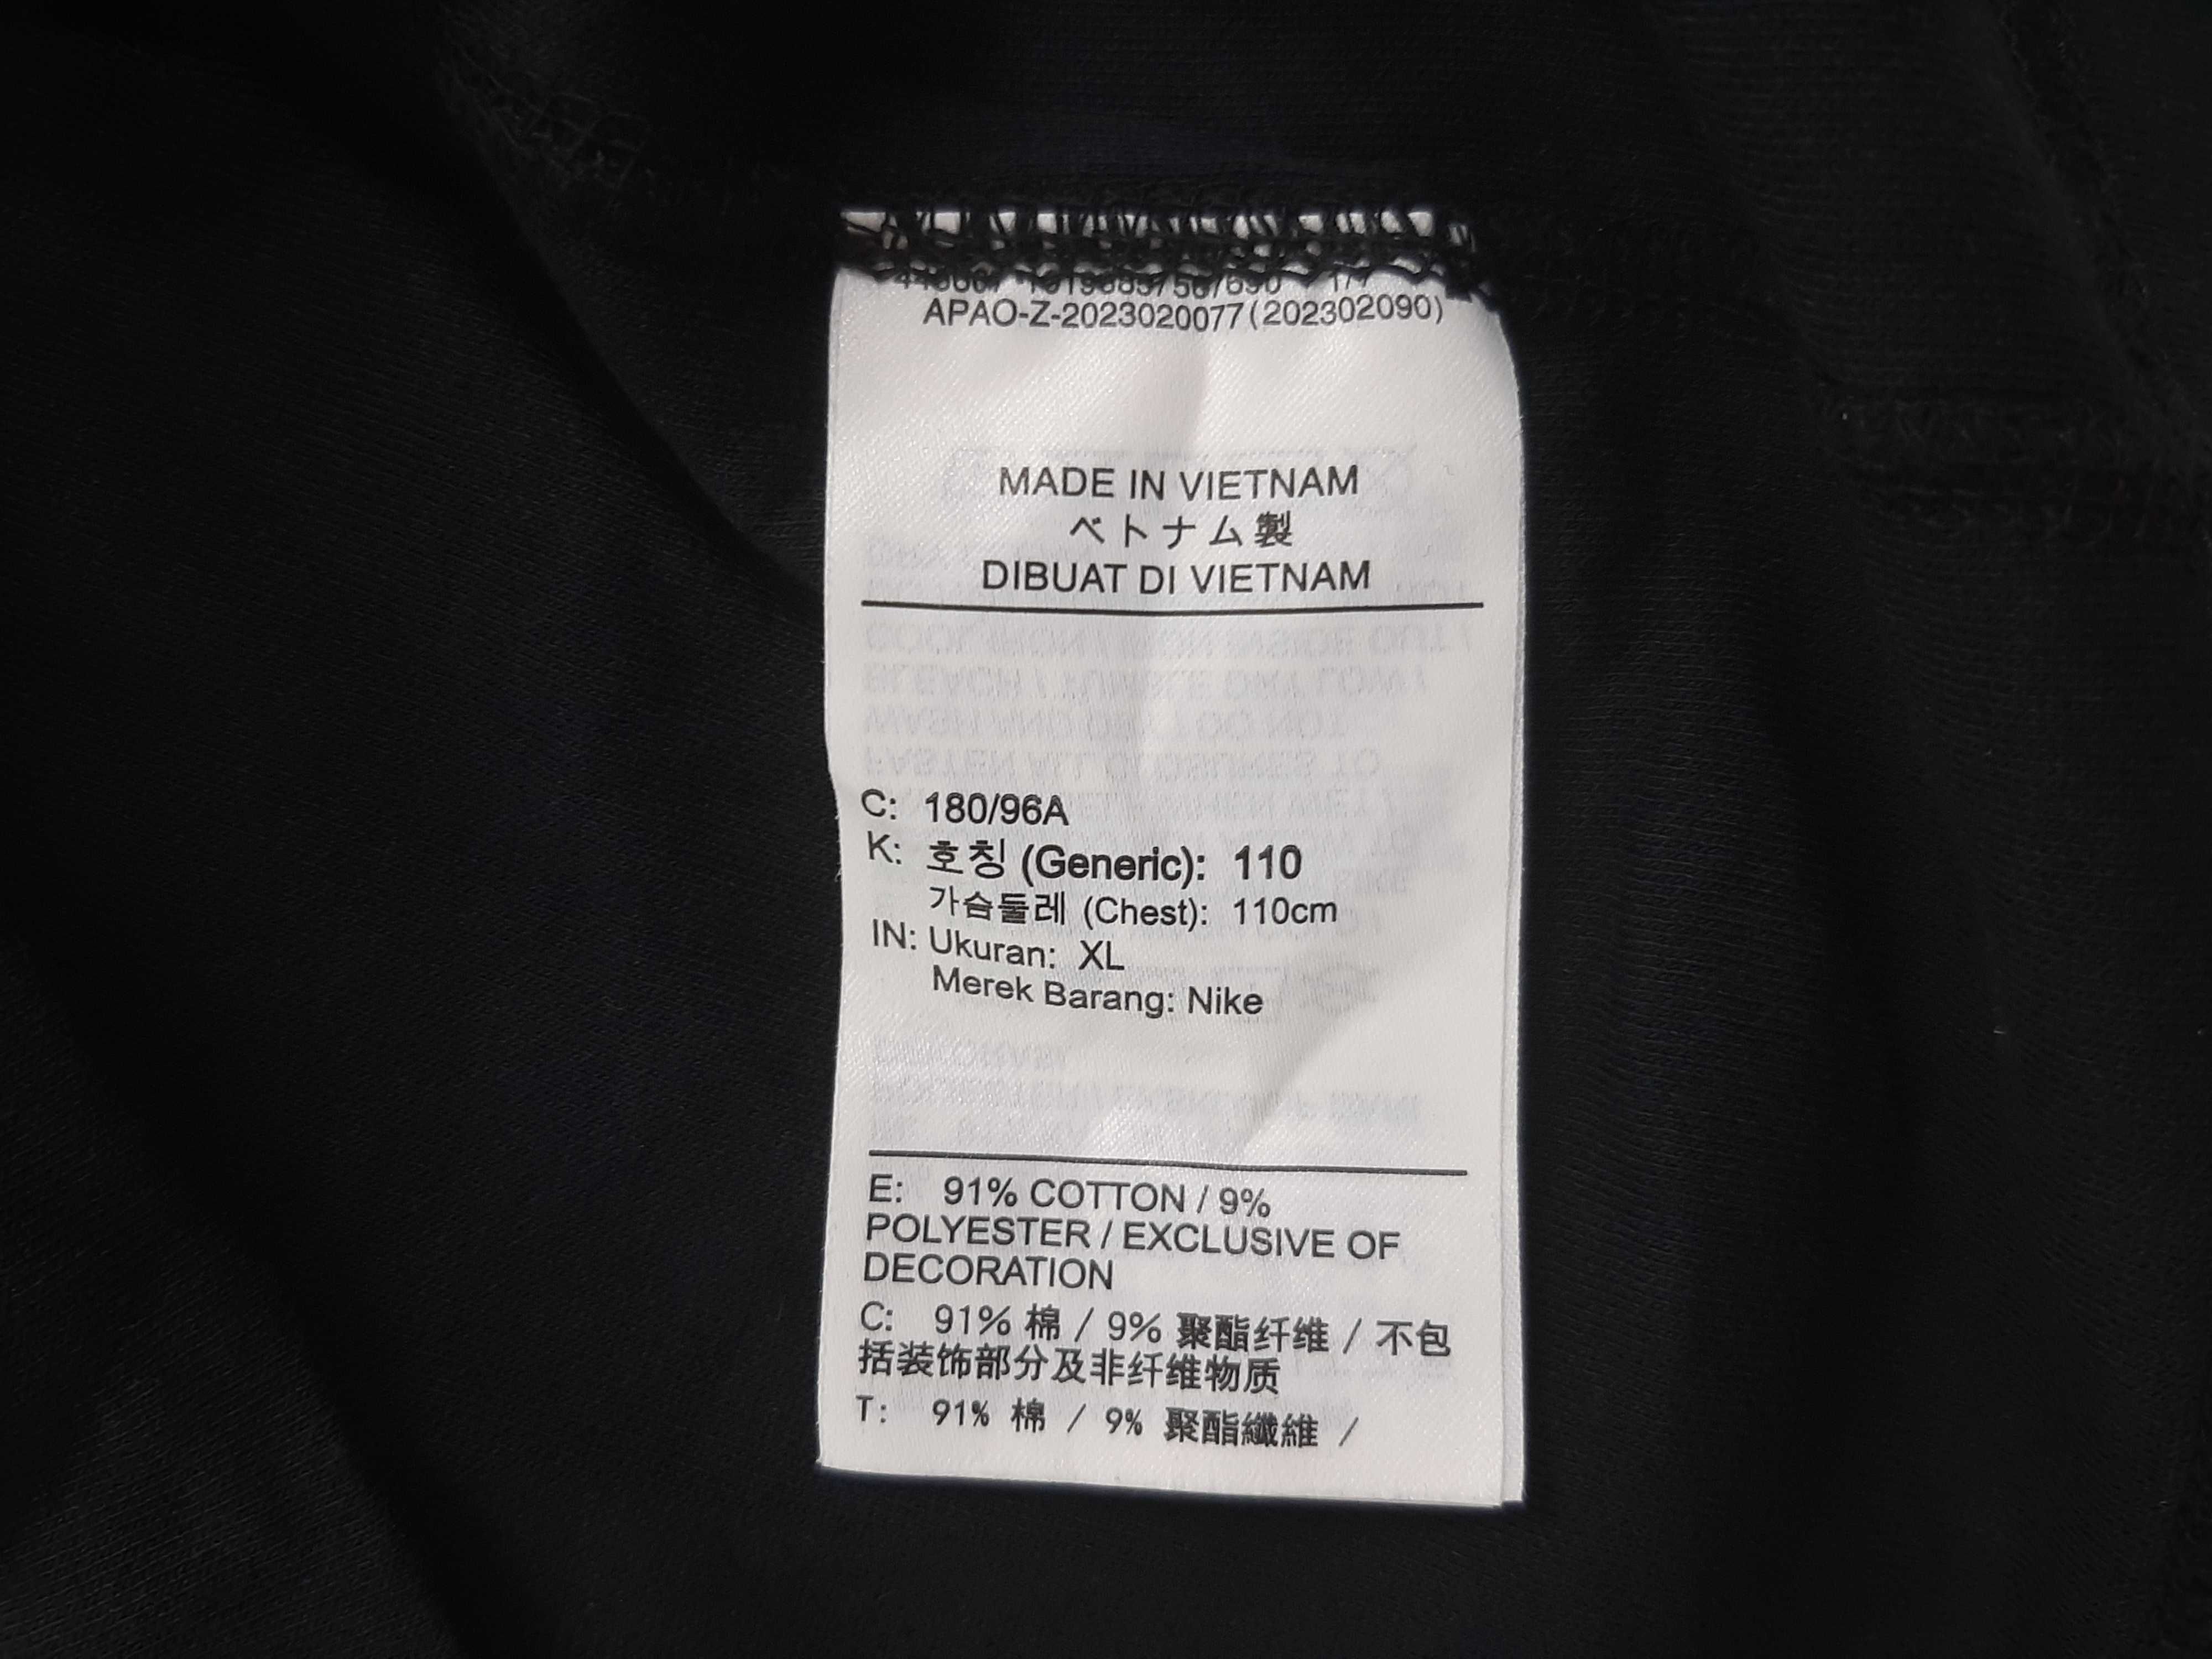 APAO-Z-2023020077(202302090)
MADE IN VIETNAM
ベトナム製
DIBUAT DI VIETNAM
C: 180/96A
K: 호칭 (Generic): 110
가슴둘레 (Chest): 110cm
IN: Ukuran: XL
Merek Barang: Nike
E: 91% COTTON / 9%
POLYESTER / EXCLUSIVE OF
DECORATION
C: 91% 棉 / 9% 聚酯纤维 / 不包
括装饰部分及非纤维物质
T: 91% 棉 / 9% 聚酯纖維 /